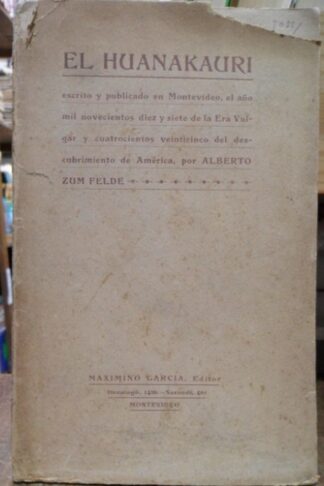 EL HUANAKAURI
escrito y publicado en Montevideo, el año
mil novecientos diez y siete de la Era Vul-
gar y cuatrocientos veinticinco del des-
cubrimiento de América, por ALBERTO
ZUM FELDE
MAXIMINO GARCIA, Editor
MONTEVIDEO